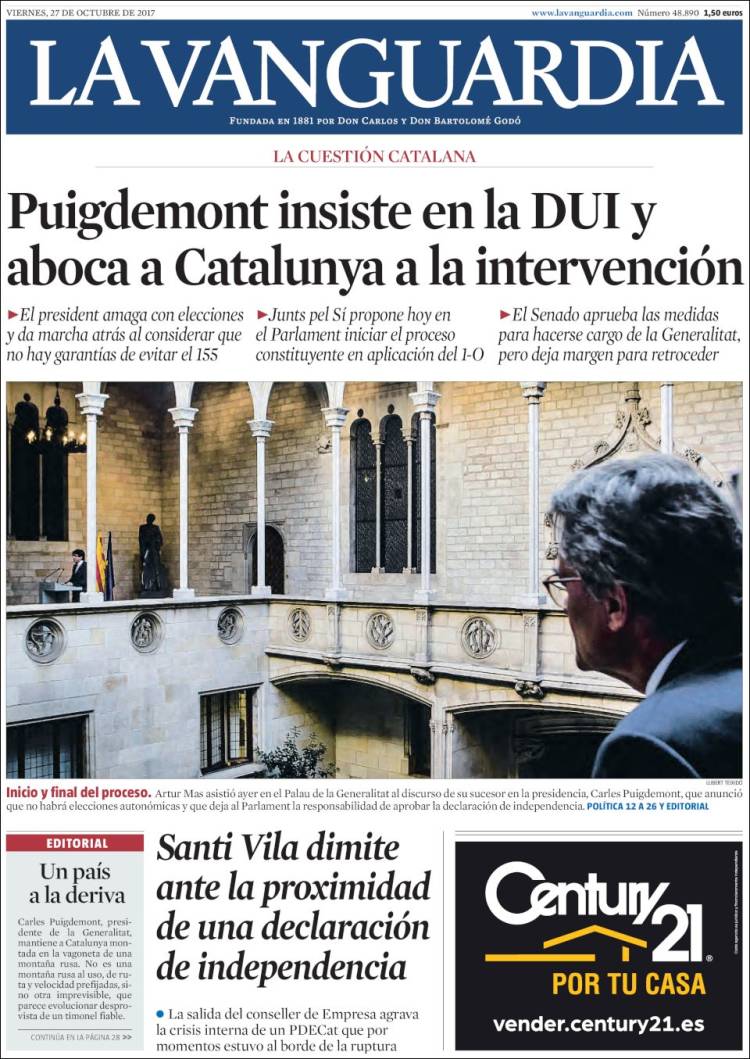 VIERNES, 27 DE OCTUBRE DE 2017
www.lavanguardia.com Número 48.890 1,50 euros
LA VANGUARDIA
FUNDADA EN 1881 POR DON CARLOS Y DON BARTOLOMÉ GODÓ
LA CUESTIÓN CATALANA
Puigdemont insiste en la DUI y
aboca a Catalunya a la intervención
►El president amaga con elecciones
y da marcha atrás al considerar que
no hay garantías de evitar el 155
►Junts pel Sí propone hoy en
el Parlament iniciar el proceso
constituyente en aplicación del 1-O
►El Senado aprueba las medidas
para hacerse cargo de la Generalitat,
pero deja margen para retroceder
LLIBERT TEIXIDÓ
Inicio y final del proceso. Artur Mas asistió ayer en el Palau de la Generalitat al discurso de su sucesor en la presidencia, Carles Puigdemont, que anunció
que no habrá elecciones autonómicas y que deja al Parlament la responsabilidad de aprobar la declaración de independencia. POLÍTICA 12 A 26 Y EDITORIAL
EDITORIAL
Un país
a la deriva
Carles Puigdemont, presi-
dente de la Generalitat,
mantiene a Catalunya mon-
tada en la vagoneta de una
montaña rusa. No es una
montaña rusa al uso, de ru-
ta y velocidad prefijadas, si-
no otra imprevisible, que
parece evolucionar despro-
vista de un timonel fiable.
CONTINÚA EN LA PÁGINA 28 >>
Santi Vila dimite
ante la proximidad
de una declaración
de independencia
● La salida del conseller de Empresa agrava
la crisis interna de un PDECat que por
momentos estuvo al borde de la ruptura
Century 21®
POR TU CASA
vender.century21.es
Cada agencia es jurídica y financieramente independiente